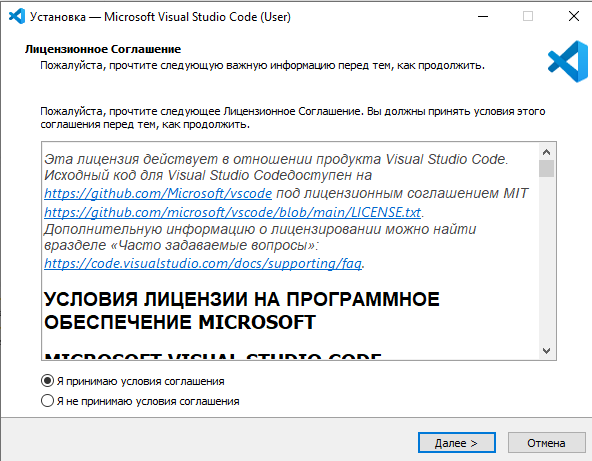 Установка — Microsoft Visual Studio Code (User)
Лицензионное Соглашение
Пожалуйста, прочтите следующую важную информацию перед тем, как продолжить.
Пожалуйста, прочтите следующее Лицензионное Соглашение. Вы должны принять условия этого
соглашения перед тем, как продолжить.
Эта лицензия действует в отношении продукта Visual Studio Code.
Исходный код для Visual Studio Codeдоступен на
https://github.com/Microsoft/vscode под лицензионным соглашением MIT
https://github.com/microsoft/vscode/blob/main/LICENSE.txt.
Дополнительную информацию о лицензировании можно найти
вразделе «Часто задаваемые вопросы»:
https://code.visualstudio.com/docs/supporting/faq.
УСЛОВИЯ ЛИЦЕНЗИИ НА ПРОГРАММНОЕ
ОБЕСПЕЧЕНИЕ MICROSOFT
MICROSOFT VISUAL STUDIO CODE
Я принимаю условия соглашения
Я не принимаю условия соглашения
Далее >
Отмена